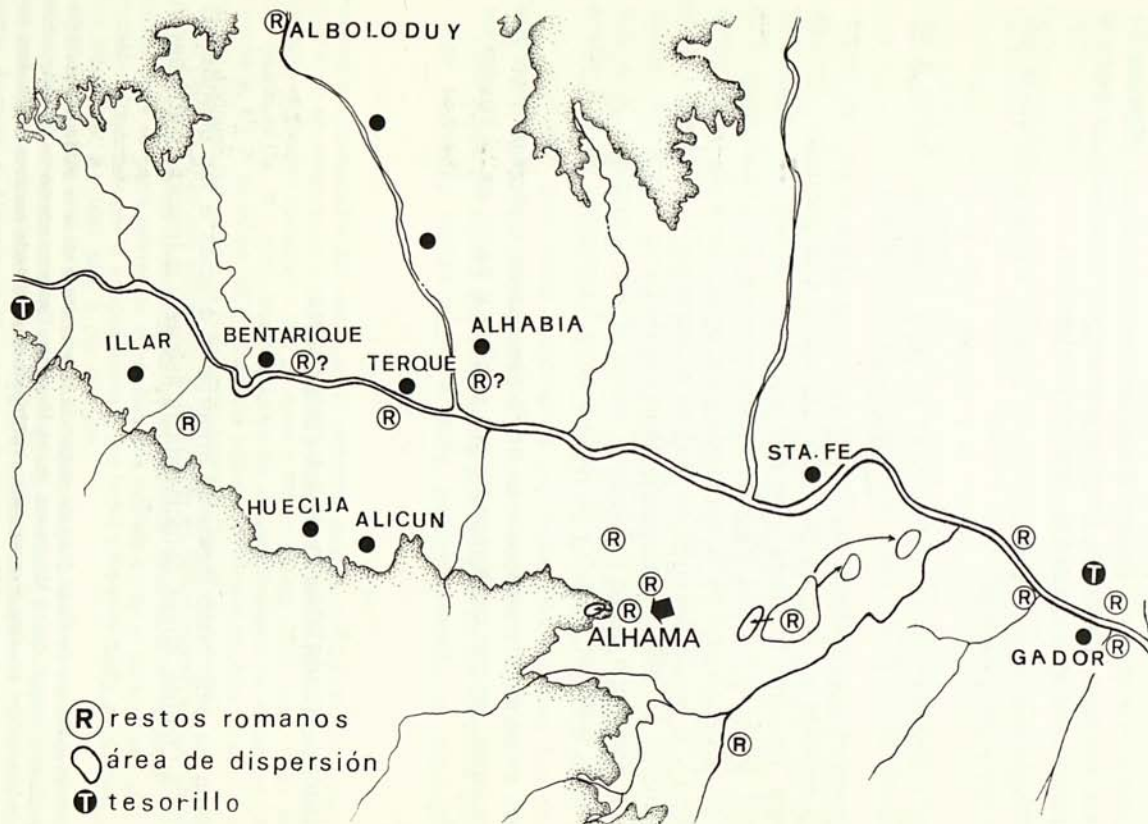 R ALBOLODUY
T
ILLAR
BENTARIQUE
R?
TERQUE
ALHABIA
R?
R
R
STA. FE
HUECIJA
ALICUN
R
R
R
R
R
T
R
R
ALHAMA
R
R
GADOR
R
R restos romanos
área de dispersión
T tesorillo